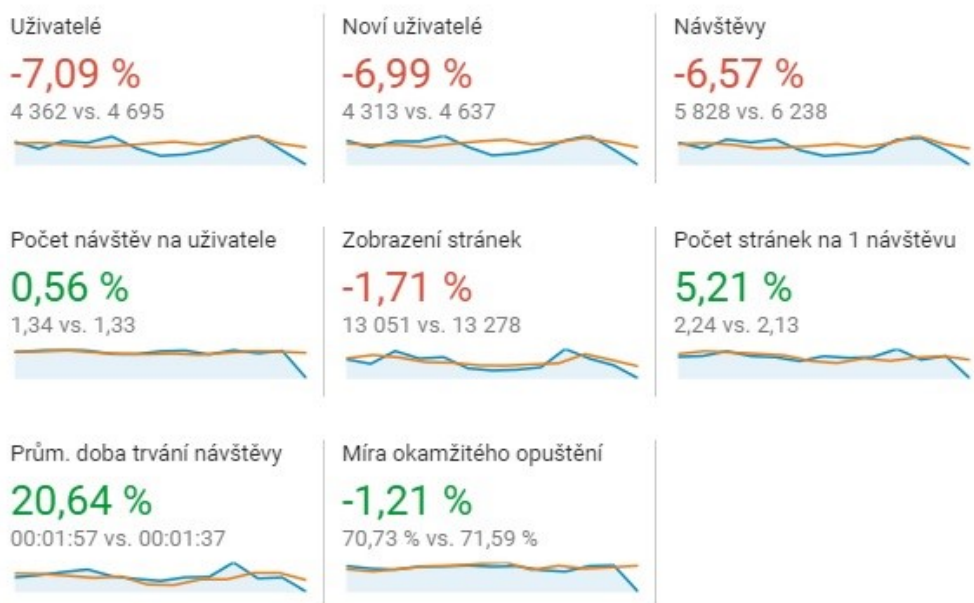 Uživatelé
-7,09 %
4 362 vs. 4 695
Noví uživatelé
-6,99 %
4 313 vs. 4 637
Návštěvy
-6,57 %
5 828 vs. 6 238
Počet návštěv na uživatele
0,56 %
1,34 vs. 1,33
Zobrazení stránek
-1,71 %
13 051 vs. 13 278
Počet stránek na 1 návštěvu
5,21 %
2,24 vs. 2,13
Prům. doba trvání návštěvy
20,64 %
00:01:57 vs. 00:01:37
Míra okamžitého opuštění
-1,21 %
70,73 % vs. 71,59 %